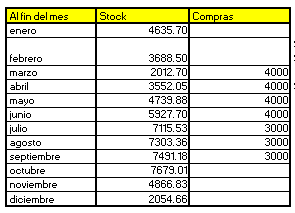 Al fin del mes Stock Compras
enero 4635.70
febrero 3688.50
marzo 2012.70 4000
abril 3552.05 4000
mayo 4739.88 4000
junio 5927.70 4000
julio 7115.53 3000
agosto 7303.36 3000
septiembre 7491.18 3000
octubre 7679.01
noviembre 4866.83
diciembre 2054.66